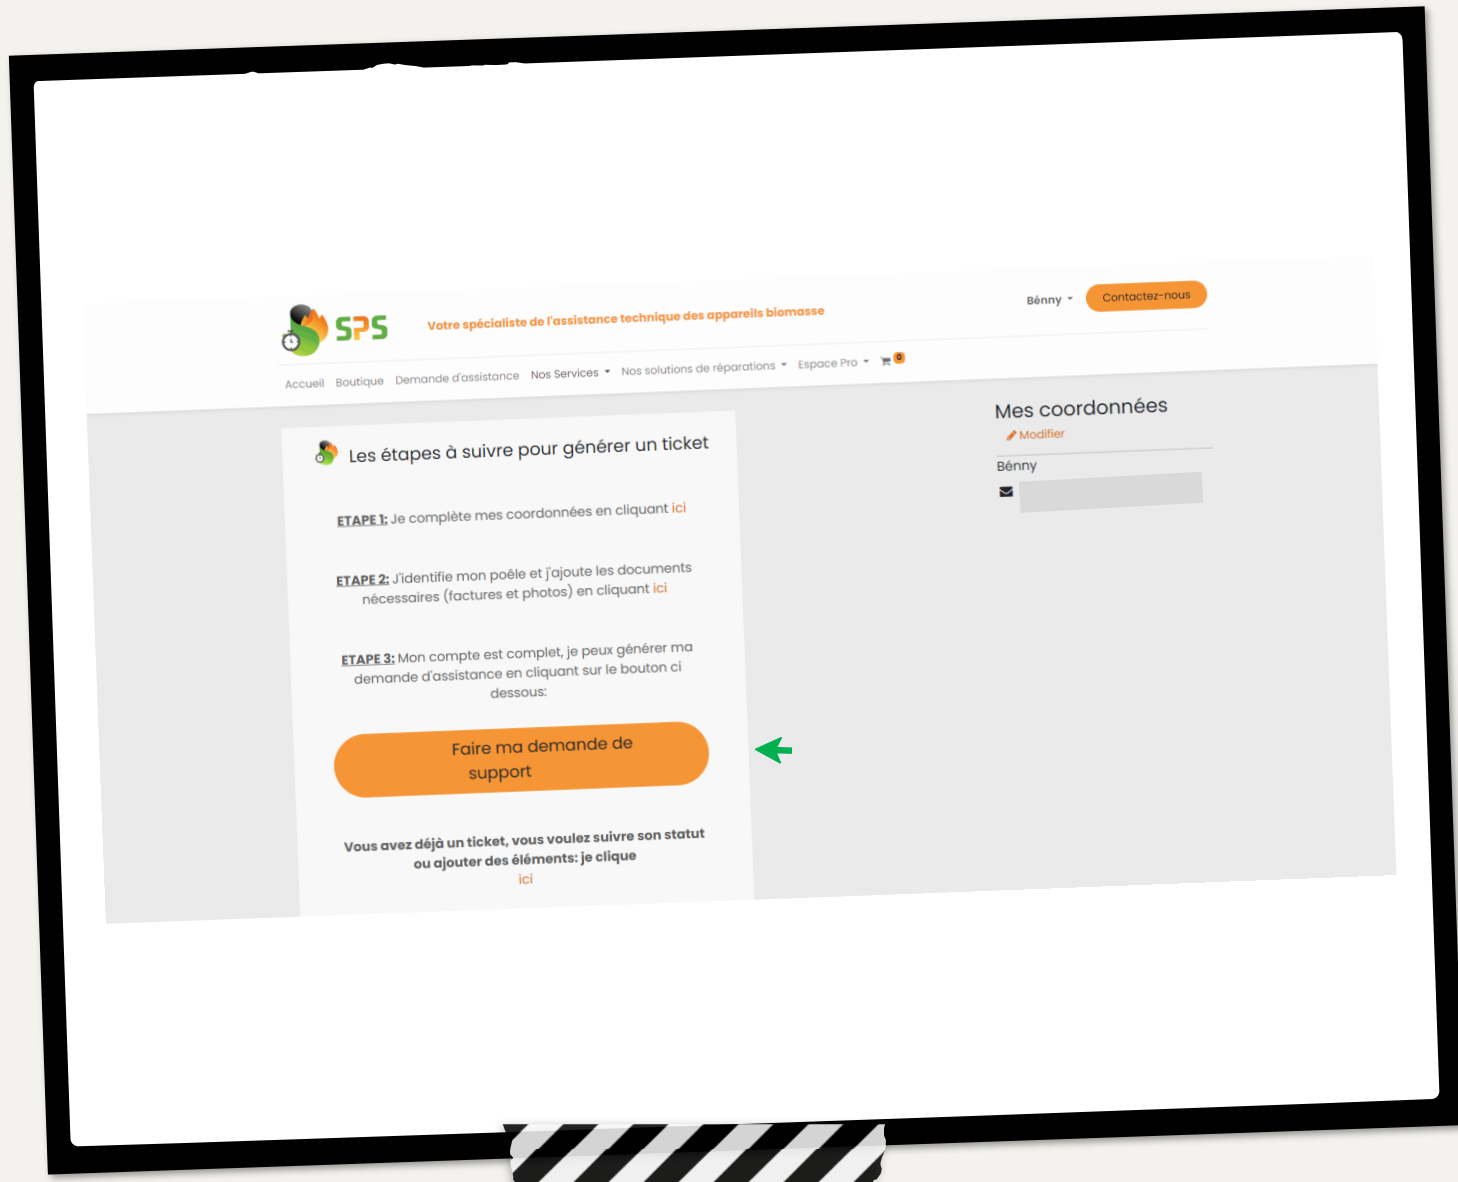 SPS
Votre spécialiste de l'assistance technique des appareils biomasse
Bénny
Contactez-nous
Accueil Boutique Demande d'assistance Nos Services Nos solutions de réparations Espace Pro 0
Les étapes à suivre pour générer un ticket
ETAPE 1: Je complète mes coordonnées en cliquant ici
ETAPE 2: J'identifie mon poêle et j'ajoute les documents
nécessaires (factures et photos) en cliquant ici
ETAPE 3: Mon compte est complet, je peux générer ma
demande d'assistance en cliquant sur le bouton ci
dessous:
Faire ma demande de
support
Vous avez déjà un ticket, vous voulez suivre son statut
ou ajouter des éléments: je clique
ici
Mes coordonnées
Modifier
Bénny